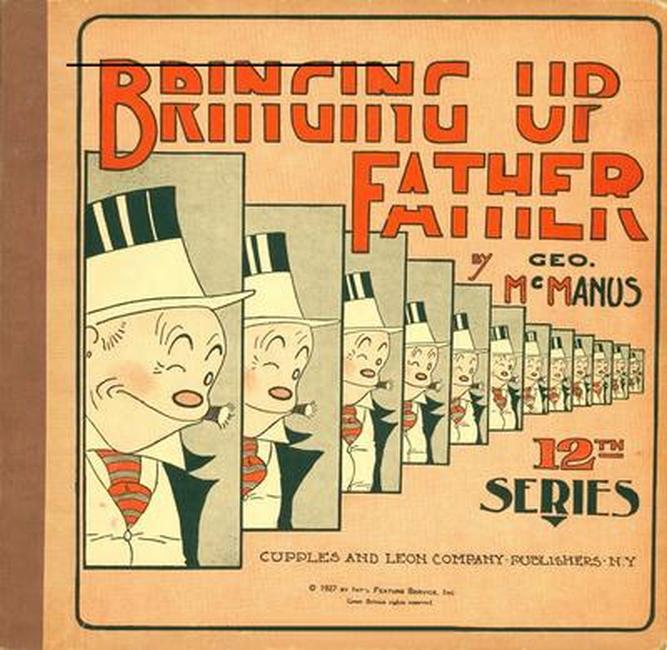 BRINGING UP
FATHER
BY GEO.
McMANUS
12TH
SERIES
CUPPLES AND LEON COMPANY·PUBLISHERS·N.Y
© 1927 BY INT'L FEATURE SERVICE, INC
Great Britain rights reserved.